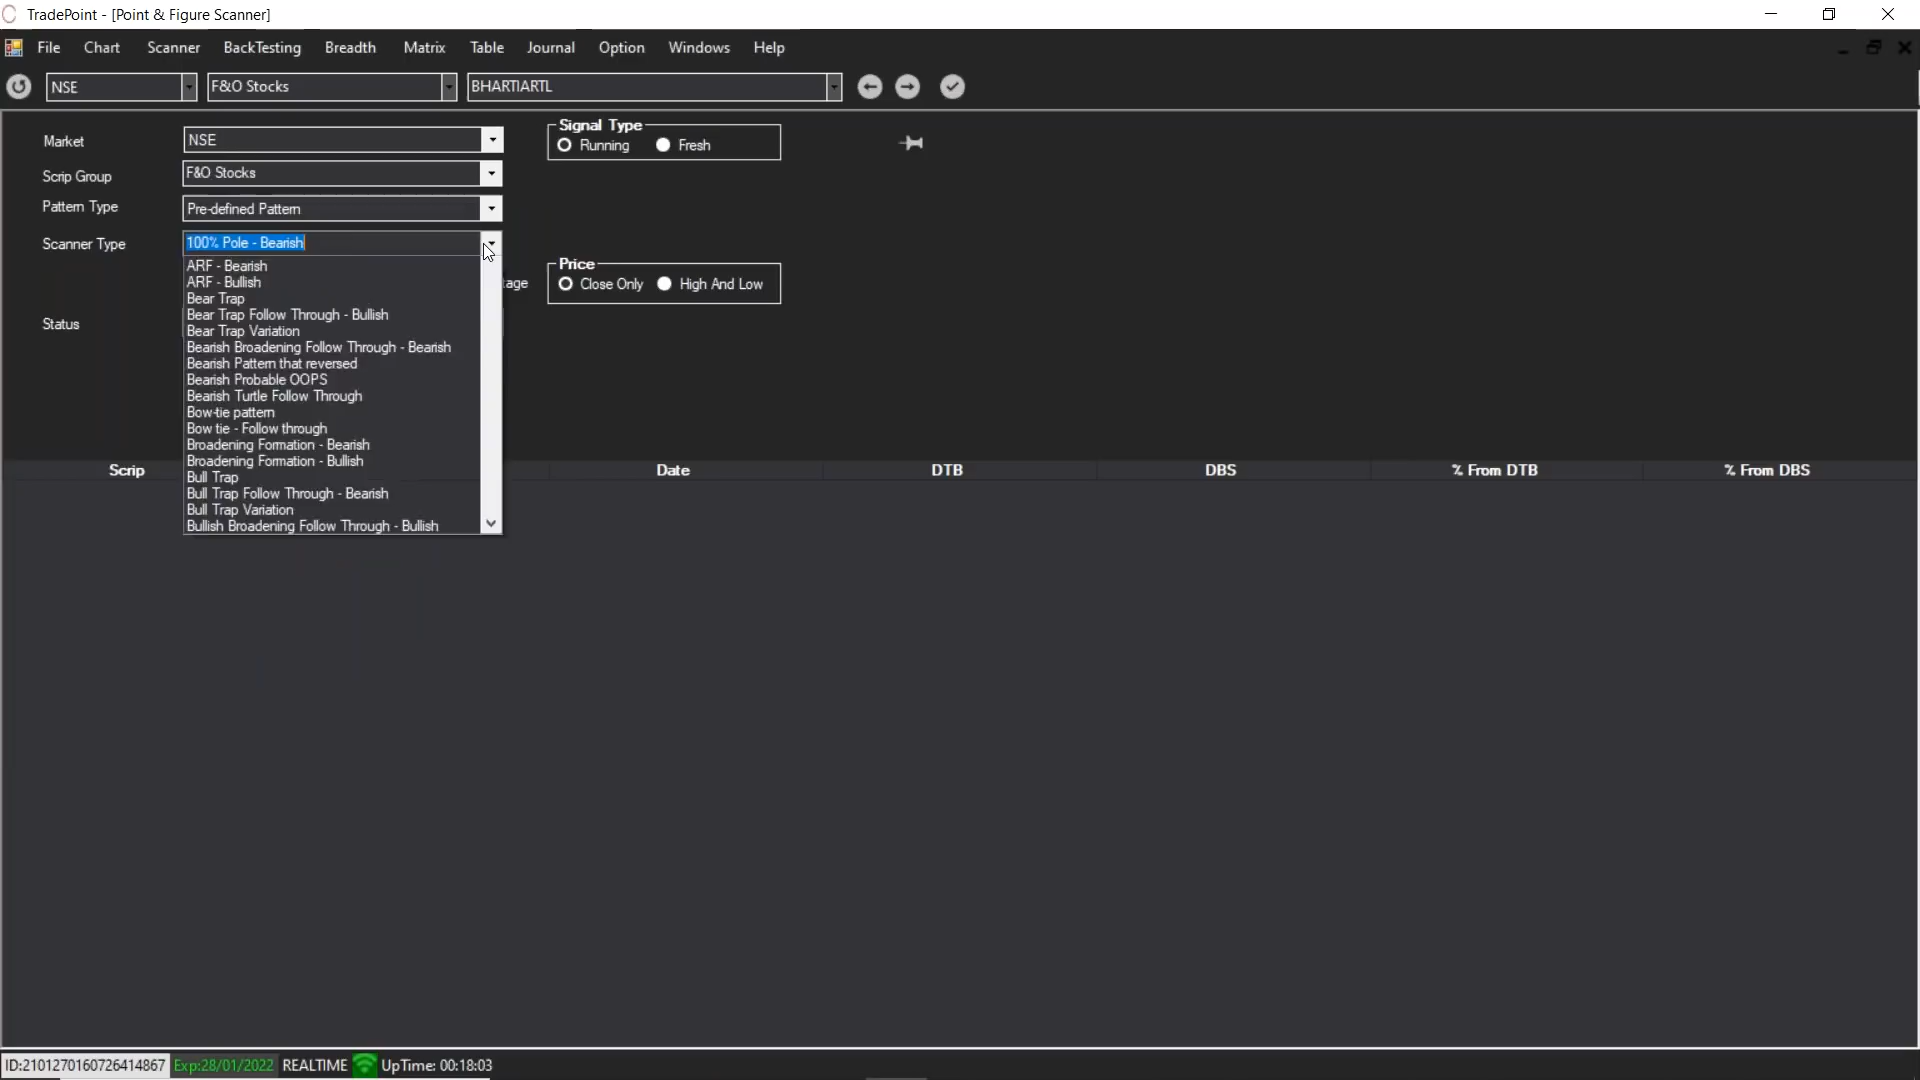 TradePoint - [Point & Figure Scanner]
File Chart Scanner BackTesting Breadth Matrix Table Journal Option Windows Help
NSE F&O Stocks BHARTIARTL
Market NSE
Signal Type
Running Fresh
Scrip Group F&O Stocks
Pattern Type Pre-defined Pattern
Scanner Type 100% Pole - Bearish
ARF - Bearish
Price
ARF - Bullish
tage Close Only High And Low
Bear Trap
Bear Trap Follow Through - Bullish
Status
Bear Trap Variation
Bearish Broadening Follow Through - Bearish
Bearish Pattern that reversed
Bearish Probable OOPS
Bearish Turtle Follow Through
Bow-tie pattern
Bow tie - Follow through
Broadening Formation - Bearish
Broadening Formation - Bullish
Scrip Date DTB DBS % From DTB % From DBS
Bull Trap
Bull Trap Follow Through - Bearish
Bull Trap Variation
Bullish Broadening Follow Through - Bullish
ID:2101270160726414867 Exp:28/01/2022 REALTIME UpTime: 00:18:03